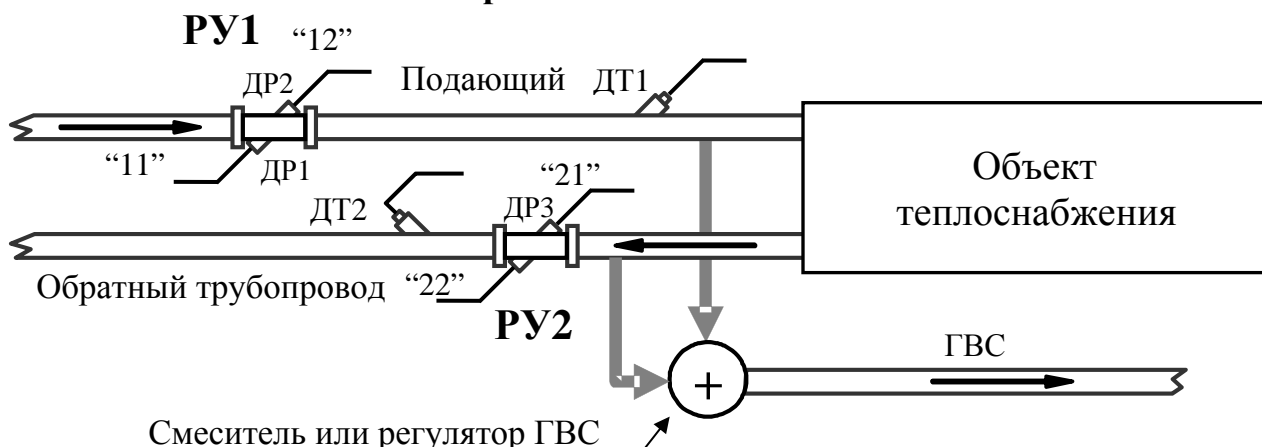 РУ1 “12”
ДР2 Подающий ДТ1
“11” ДР1
Объект
теплоснабжения
ДТ2 ДР3 “21”
Обратный трубопровод “22”
РУ2
ГВС
+
Смеситель или регулятор ГВС